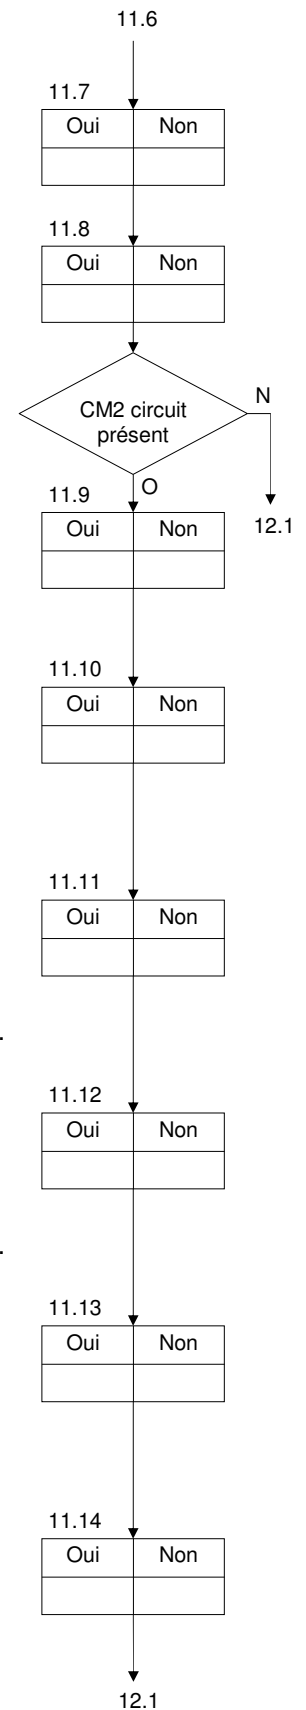 11.6
11.7
Oui Non
11.8
Oui Non
CM2 circuit
présent
N
O
12.1
11.9
Oui Non
11.10
Oui Non
11.11
Oui Non
11.12
Oui Non
11.13
Oui Non
11.14
Oui Non
12.1